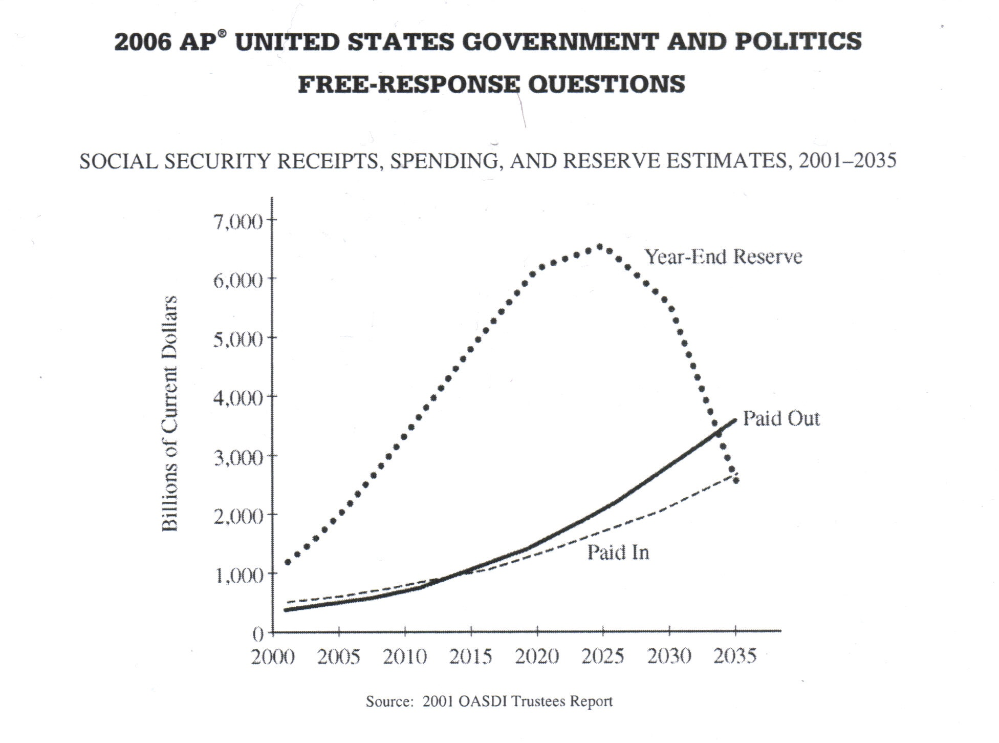 2006 AP® UNITED STATES GOVERNMENT AND POLITICS
FREE-RESPONSE QUESTIONS
SOCIAL SECURITY RECEIPTS, SPENDING, AND RESERVE ESTIMATES, 2001–2035
Billions of Current Dollars
7,000
6,000
5,000
4,000
3,000
2,000
1,000
0
Year-End Reserve
Paid Out
Paid In
2000 2005 2010 2015 2020 2025 2030 2035
Source: 2001 OASDI Trustees Report